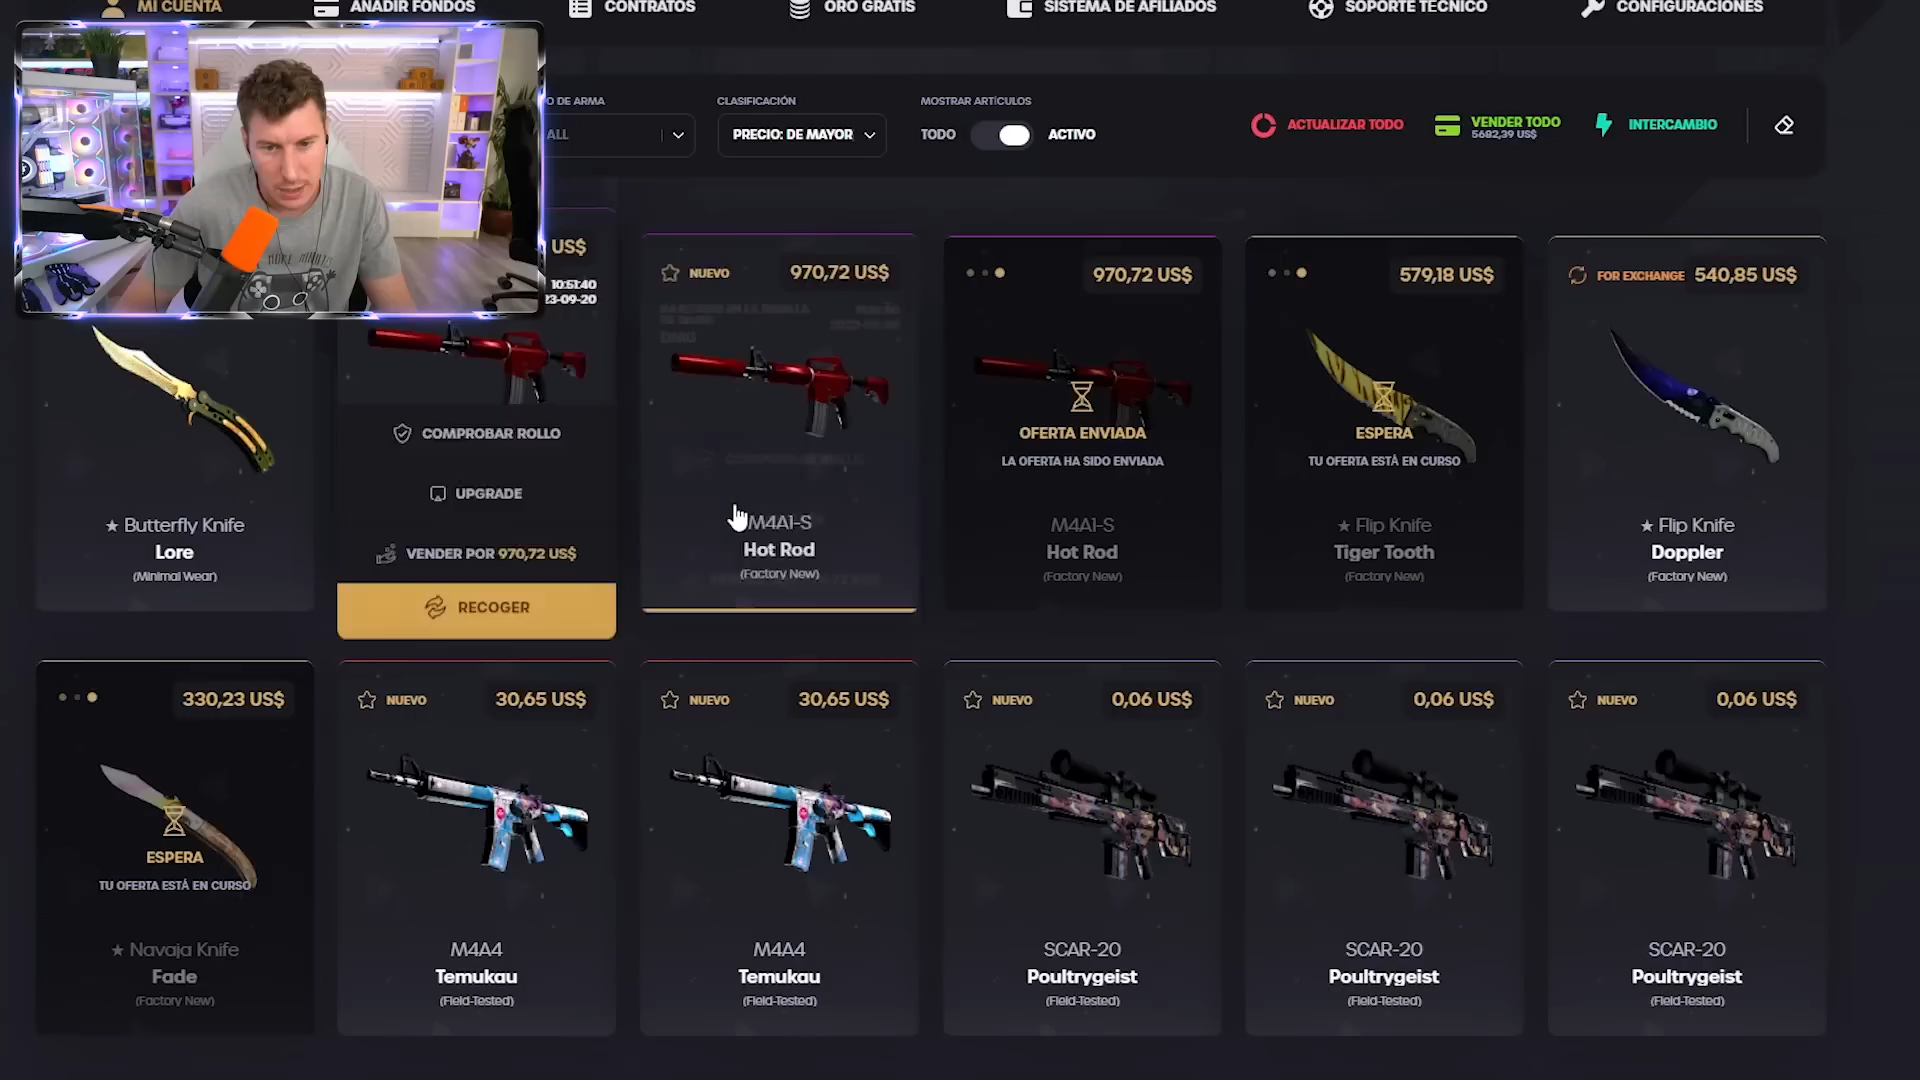 MI CUENTA
AÑADIR FONDOS
CONTRATOS
ORO GRATIS
SISTEMA DE AFILIADOS
SOPORTE TÉCNICO
CONFIGURACIONES
O DE ARMA
CLASIFICACIÓN
MOSTRAR ARTÍCULOS
ALL
PRECIO: DE MAYOR
TODO
ACTIVO
ACTUALIZAR TODO
VENDER TODO
5682,39 US$
INTERCAMBIO
US$
10:51:40
23-09-20
NUEVO
970,72 US$
970,72 US$
579,18 US$
FOR EXCHANGE
540,85 US$
COMPROBAR ROLLO
UPGRADE
VENDER POR 970,72 US$
RECOGER
OFERTA ENVIADA
LA OFERTA HA SIDO ENVIADA
ESPERA
TU OFERTA ESTÁ EN CURSO
★ Butterfly Knife
Lore
(Minimal Wear)
M4A1-S
Hot Rod
(Factory New)
M4A1-S
Hot Rod
(Factory New)
★ Flip Knife
Tiger Tooth
(Factory New)
★ Flip Knife
Doppler
(Factory New)
330,23 US$
NUEVO
30,65 US$
NUEVO
30,65 US$
NUEVO
0,06 US$
NUEVO
0,06 US$
NUEVO
0,06 US$
ESPERA
TU OFERTA ESTÁ EN CURSO
★ Navaja Knife
Fade
(Factory New)
M4A4
Temukau
(Field-Tested)
M4A4
Temukau
(Field-Tested)
SCAR-20
Poultrygeist
(Field-Tested)
SCAR-20
Poultrygeist
(Field-Tested)
SCAR-20
Poultrygeist
(Field-Tested)